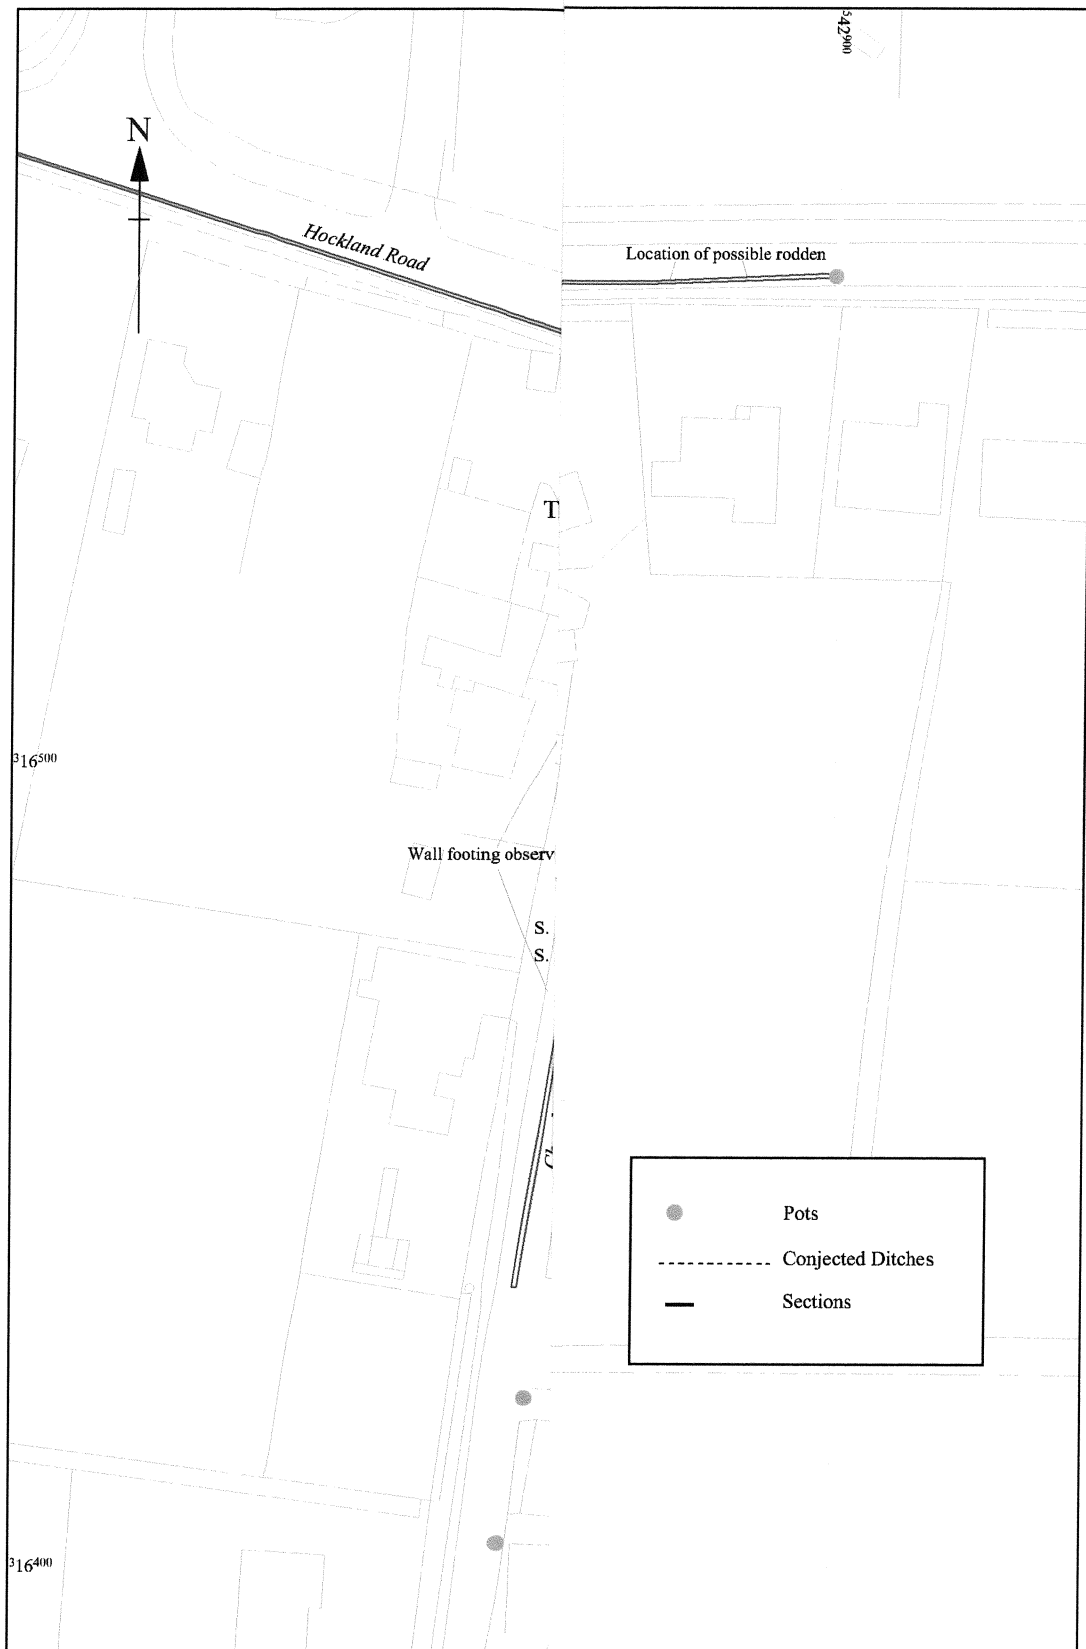 542900
N
Hockland Road
Location of possible rodden
T
316500
Wall footing observ
S.
S.
Pots
Conjected Ditches
Sections
316400